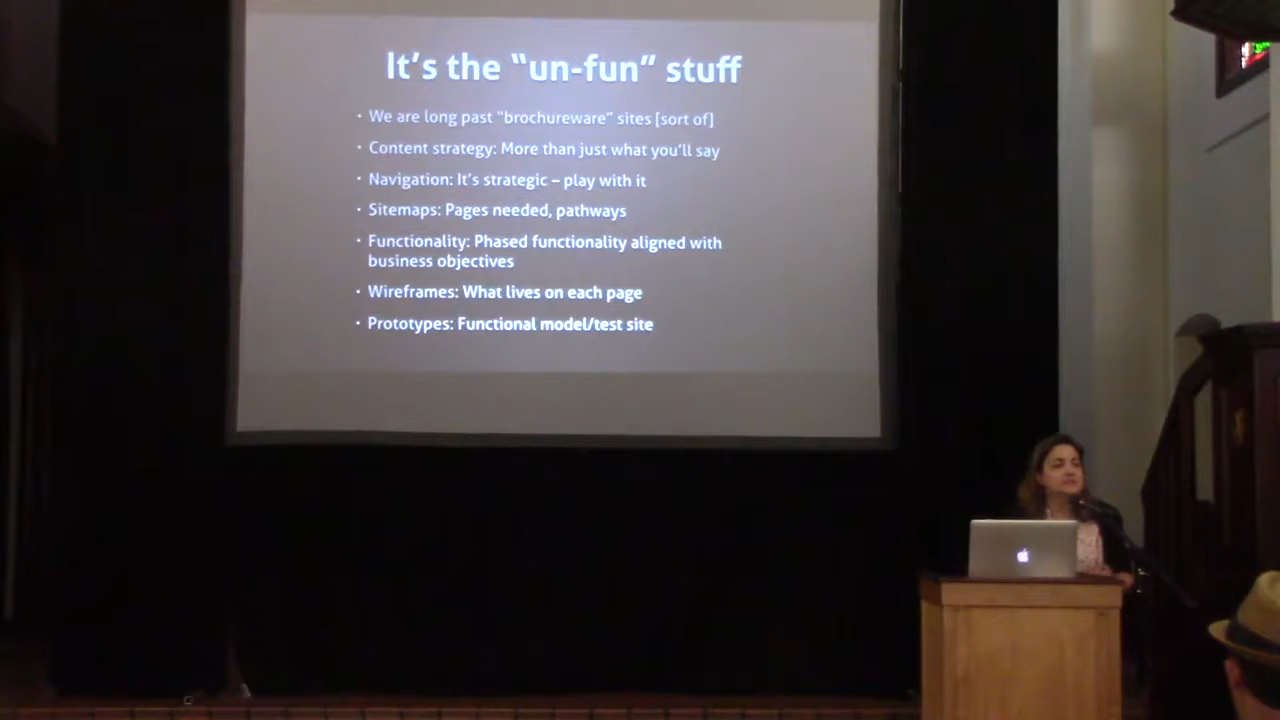 It's the “un-fun” stuff
• We are long past “brochureware” sites [sort of]
• Content strategy: More than just what you'll say
• Navigation: It's strategic – play with it
• Sitemaps: Pages needed, pathways
• Functionality: Phased functionality aligned with
business objectives
• Wireframes: What lives on each page
• Prototypes: Functional model/test site